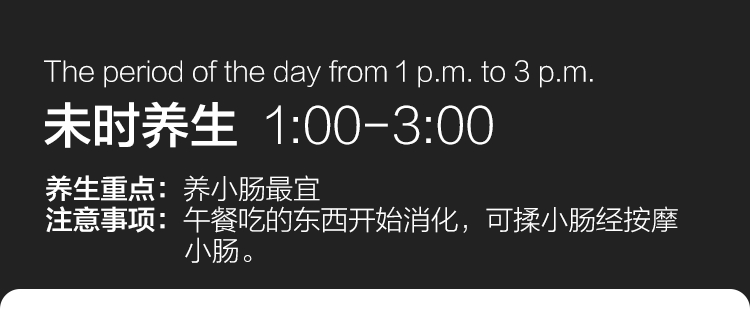 The period of the day from 1 p.m. to 3 p.m.
未时养生 1:00-3:00
养生重点：养小肠最宜
注意事项：午餐吃的东西开始消化，可揉小肠经按摩
小肠。